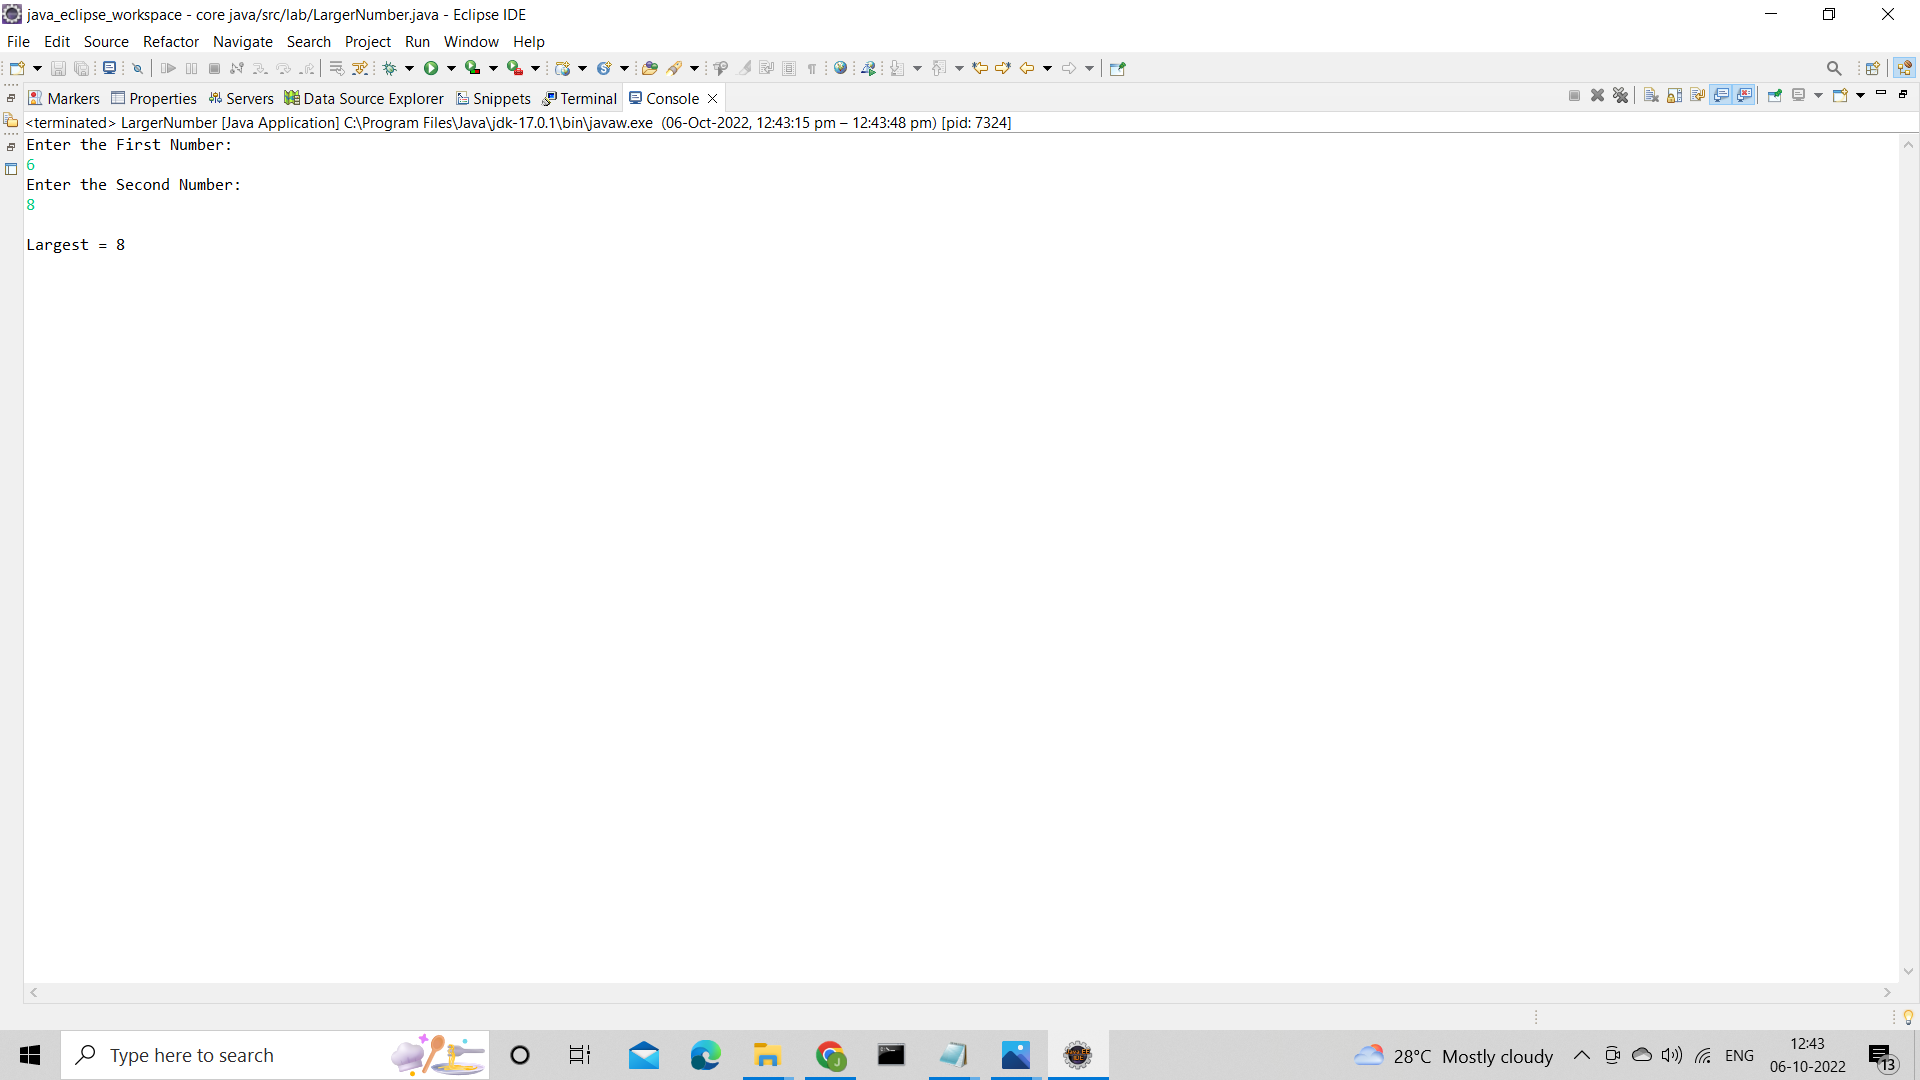 java_eclipse_workspace - core java/src/lab/LargerNumber.java - Eclipse IDE
File Edit Source Refactor Navigate Search Project Run Window Help
Markers Properties Servers Data Source Explorer Snippets Terminal Console
<terminated> LargerNumber [Java Application] C:\Program Files\Java\jdk-17.0.1\bin\javaw.exe (06-Oct-2022, 12:43:15 pm – 12:43:48 pm) [pid: 7324]
Enter the First Number:
6
Enter the Second Number:
8
Largest = 8
Type here to search
28°C Mostly cloudy
ENG
12:43
06-10-2022
13